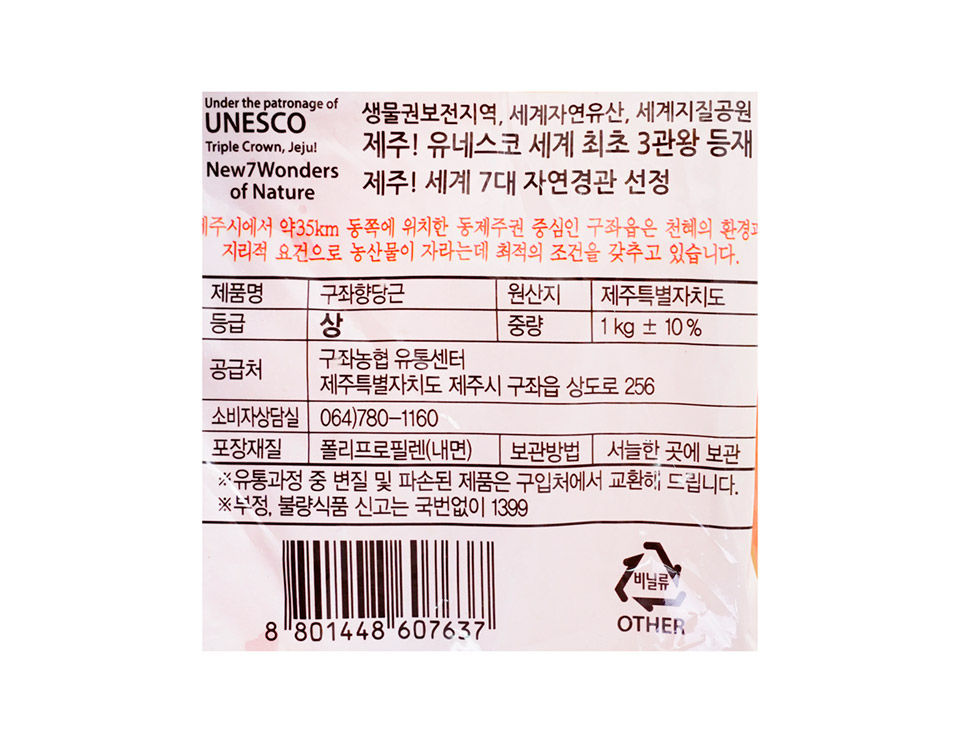 Under the patronage of
UNESCO
Triple Crown, Jeju!
New7Wonders
of Nature
생물권보전지역, 세계자연유산, 세계지질공원
제주! 유네스코 세계 최초 3관왕 등재
제주! 세계 7대 자연경관 선정
제주시에서 약35km 동쪽에 위치한 동제주권 중심인 구좌읍은 천혜의 환경과
지리적 요건으로 농산물이 자라는데 최적의 조건을 갖추고 있습니다.
제품명 구좌향당근 원산지 제주특별자치도
등급 상 중량 1kg ± 10%
공급처 구좌농협 유통센터
제주특별자치도 제주시 구좌읍 상도로 256
소비자상담실 064)780-1160
포장재질 폴리프로필렌(내면) 보관방법 서늘한 곳에 보관
※유통과정 중 변질 및 파손된 제품은 구입처에서 교환해 드립니다.
※부정, 불량식품 신고는 국번없이 1399
8 801448 607637
비닐류
OTHER